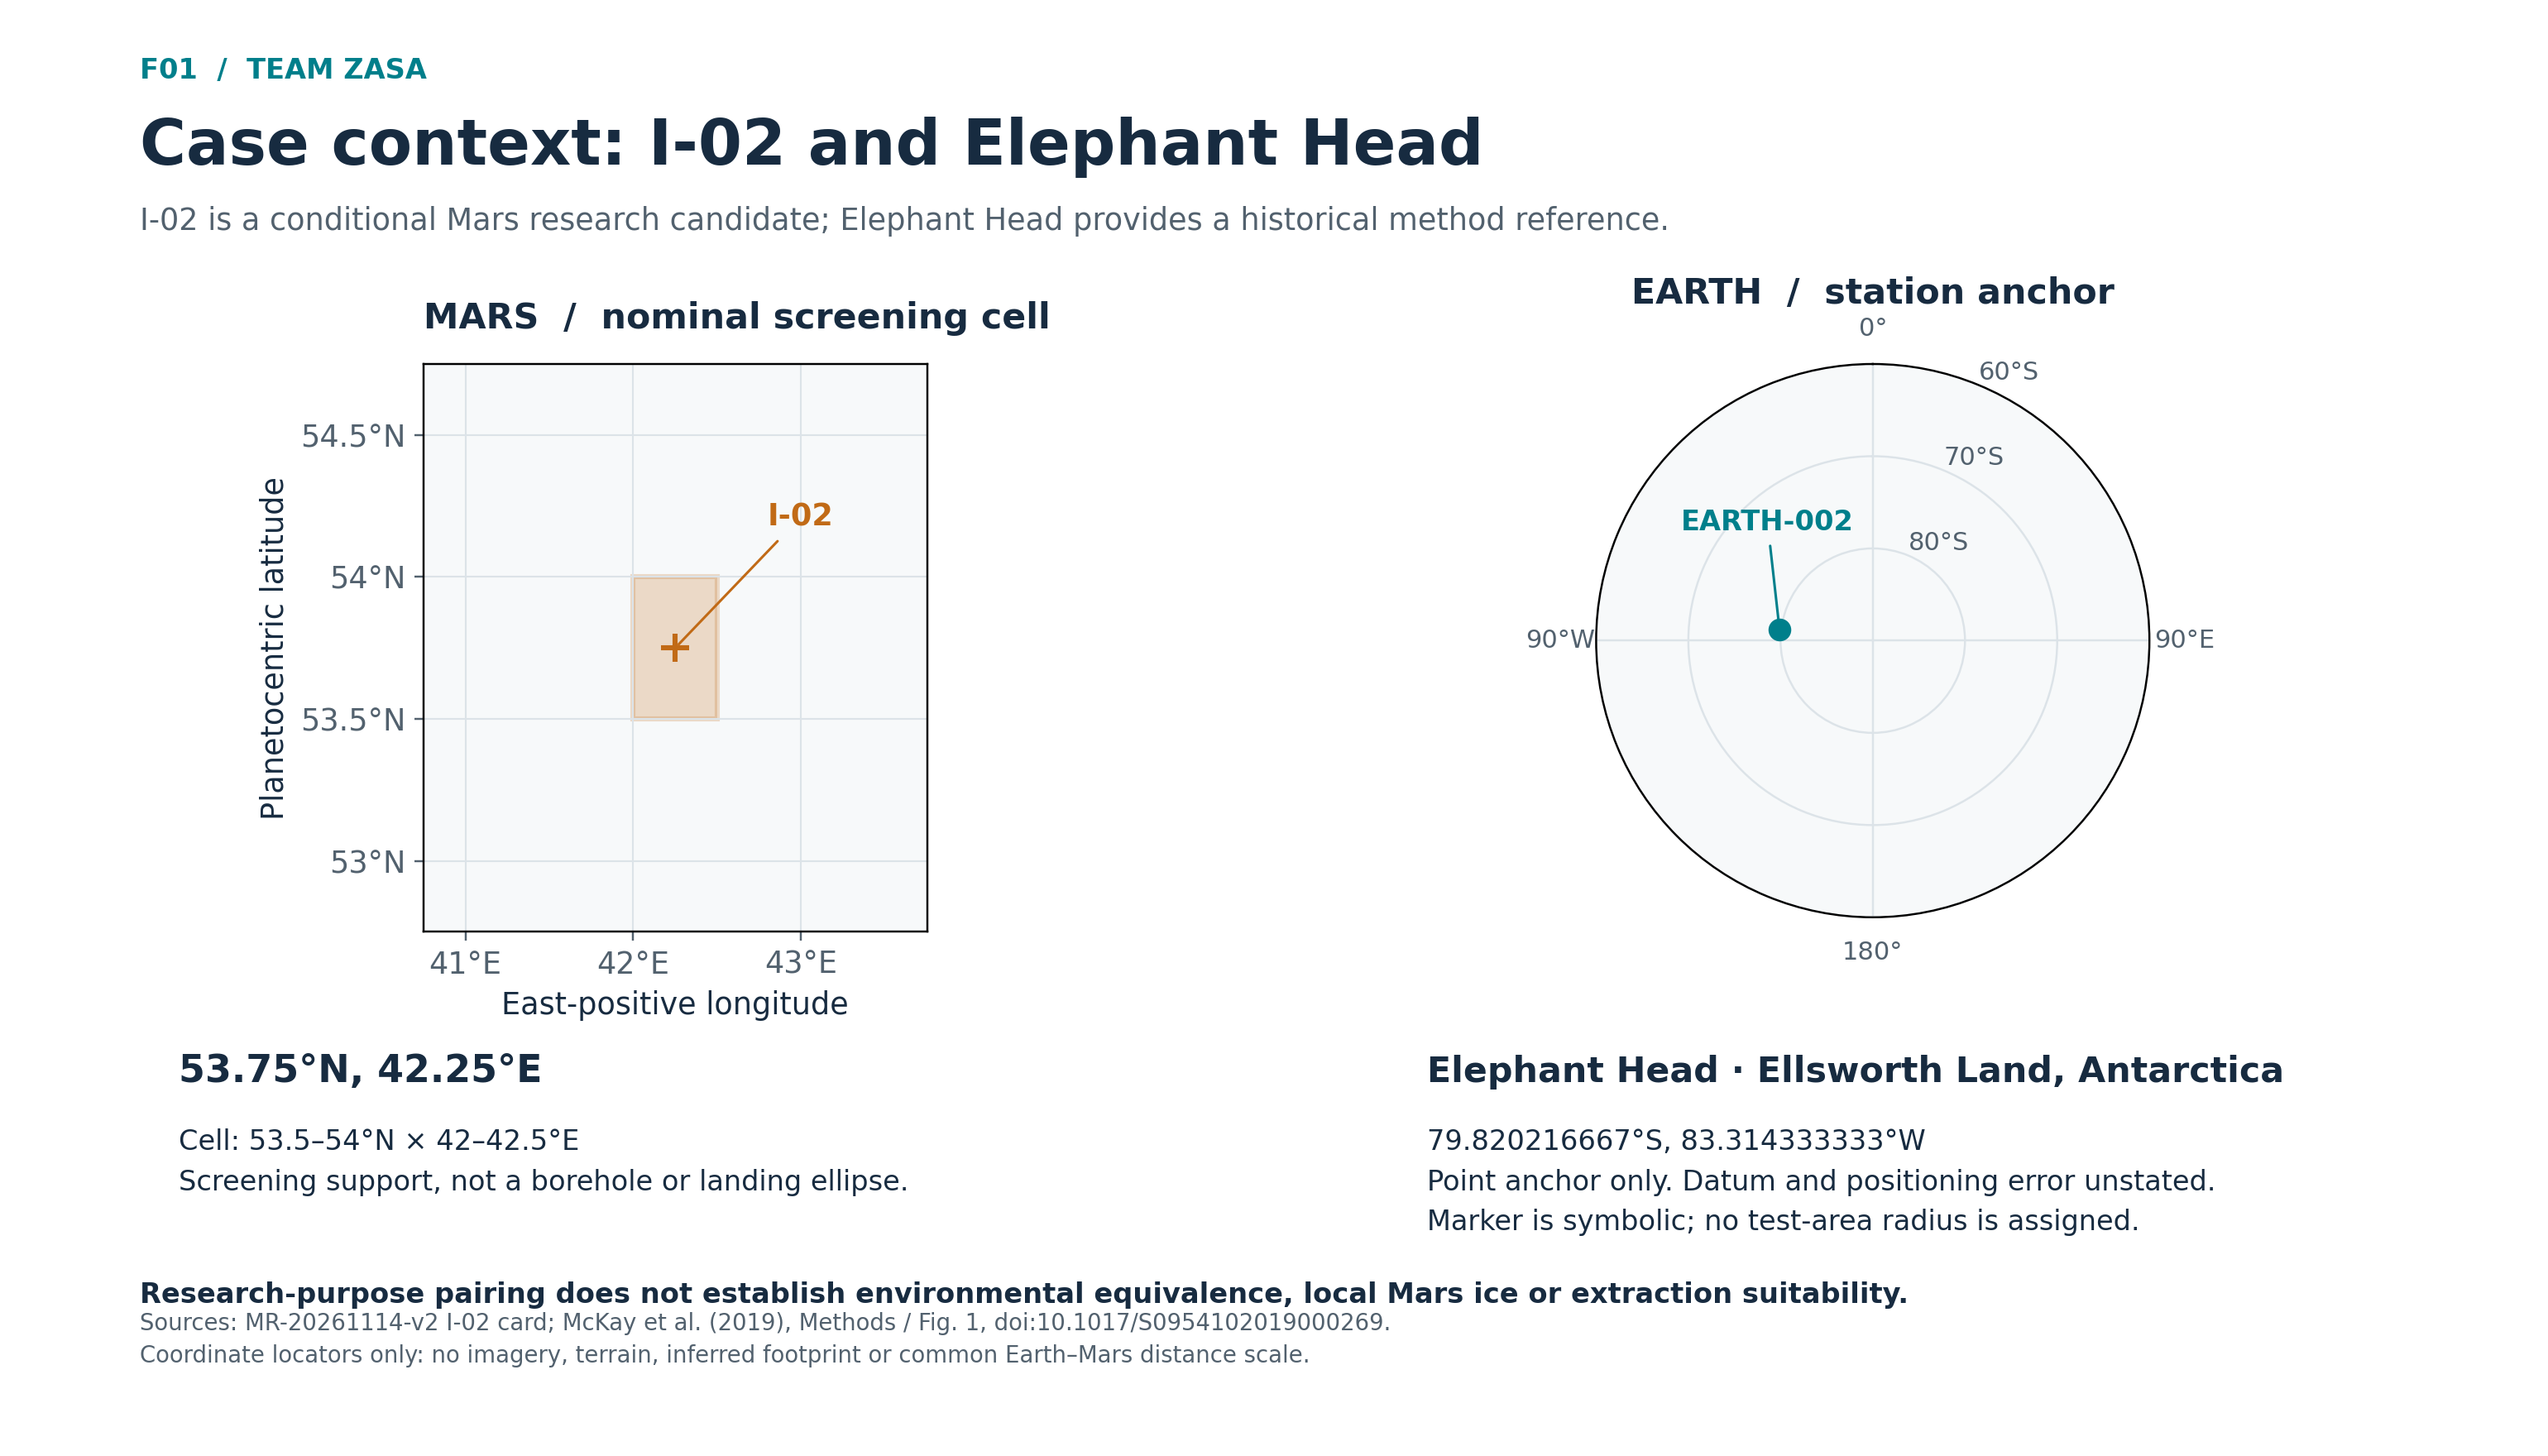 F01 / TEAM ZASA
Case context: I-02 and Elephant Head
I-02 is a conditional Mars research candidate; Elephant Head provides a historical method reference.
MARS / nominal screening cell
54.5°N
54°N
53.5°N
53°N
Planetocentric latitude
I-02
41°E 42°E 43°E
East-positive longitude
53.75°N, 42.25°E
Cell: 53.5–54°N × 42–42.5°E
Screening support, not a borehole or landing ellipse.
EARTH / station anchor
0°
60°S
70°S
80°S
EARTH-002
90°W
90°E
180°
Elephant Head · Ellsworth Land, Antarctica
79.820216667°S, 83.314333333°W
Point anchor only. Datum and positioning error unstated.
Marker is symbolic; no test-area radius is assigned.
Research-purpose pairing does not establish environmental equivalence, local Mars ice or extraction suitability.
Sources: MR-20261114-v2 I-02 card; McKay et al. (2019), Methods / Fig. 1, doi:10.1017/S0954102019000269.
Coordinate locators only: no imagery, terrain, inferred footprint or common Earth–Mars distance scale.